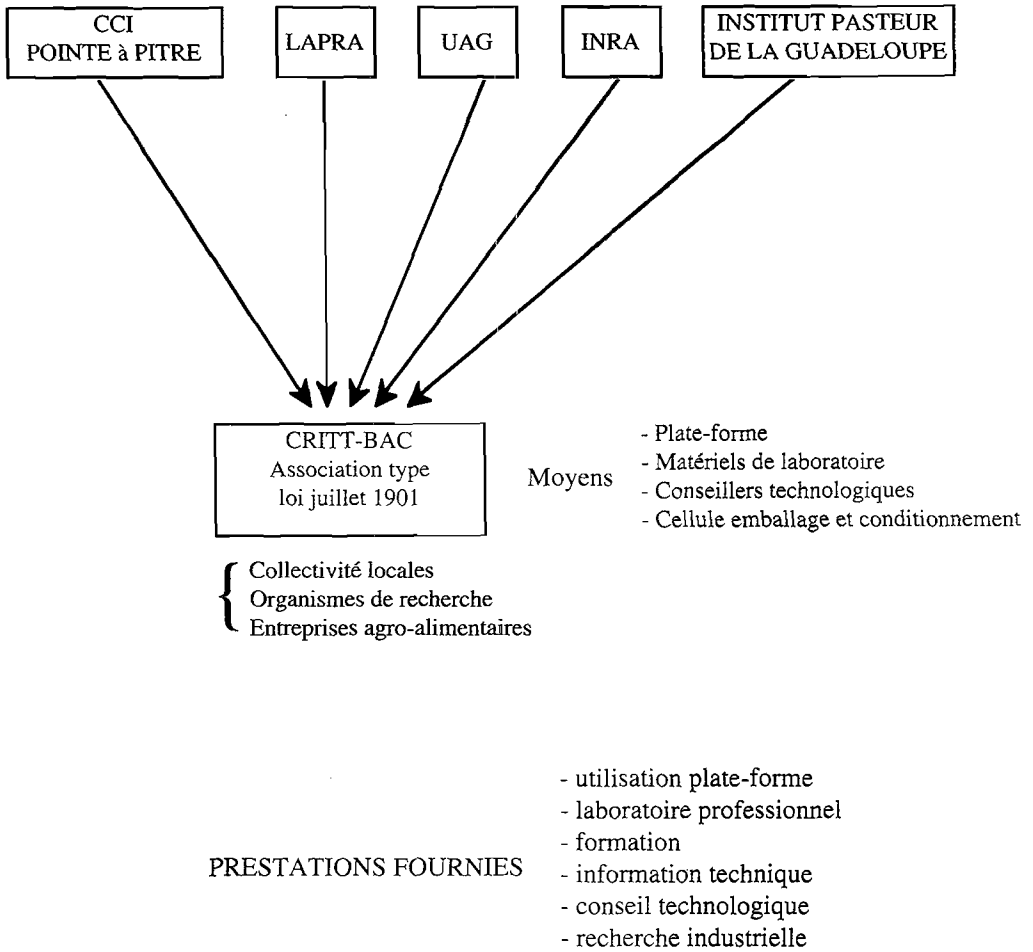 CCI
POINTE à PITRE
LAPRA
UAG
INRA
INSTITUT PASTEUR
DE LA GUADELOUPE
CRITT-BAC
Association type
loi juillet 1901
Moyens
- Plate-forme
- Matériels de laboratoire
- Conseillers technologiques
- Cellule emballage et conditionnement
Collectivité locales
Organismes de recherche
Entreprises agro-alimentaires
PRESTATIONS FOURNIES
- utilisation plate-forme
- laboratoire professionnel
- formation
- information technique
- conseil technologique
- recherche industrielle